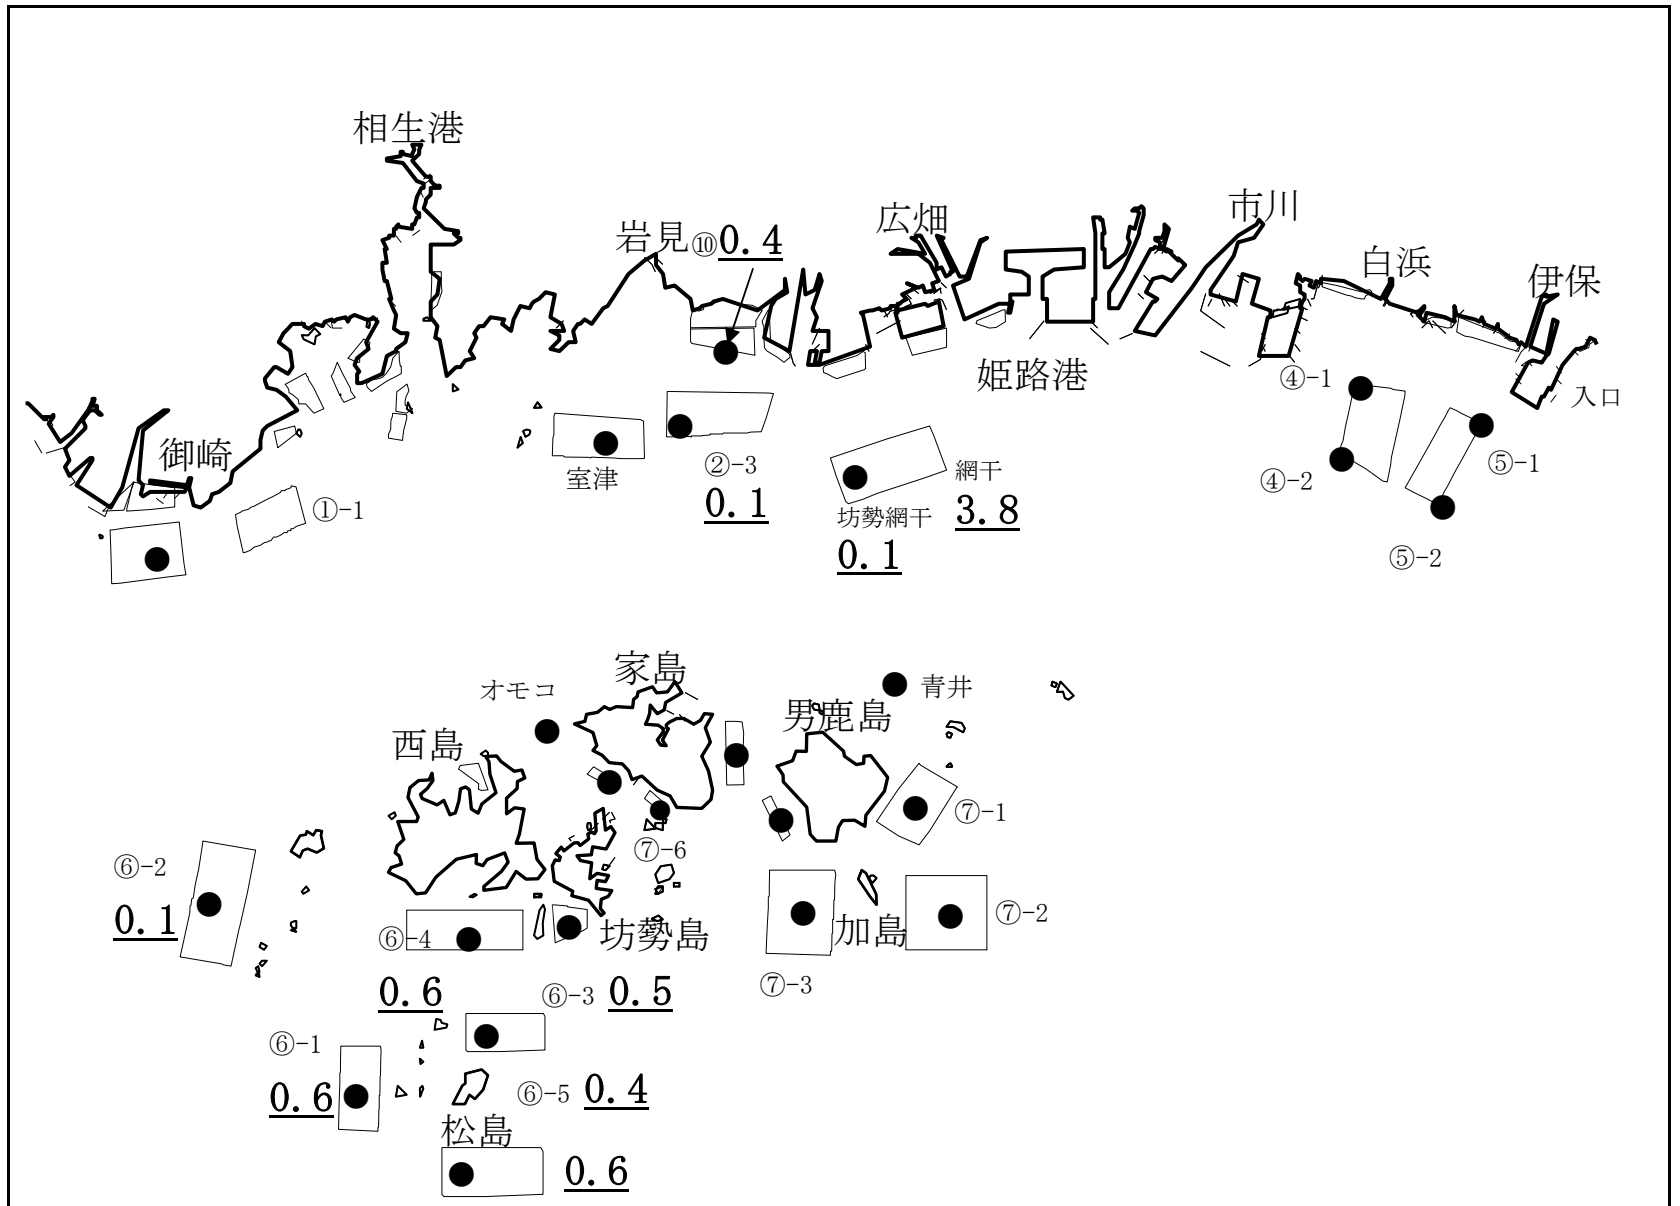 相生港
岩見⑩0.4
広畑
市川
白浜
伊保
姫路港
④-1
入口
御崎
室津
②-3
0.1
網干
3.8
坊勢網干
0.1
④-2
⑤-1
⑤-2
①-1
家島
オモコ
青井
男鹿島
西島
⑦-1
⑦-6
⑥-2
0.1
⑥-4
坊勢島
加島
⑦-2
0.6
⑥-3 0.5
⑦-3
⑥-1
0.6
⑥-5 0.4
松島
0.6